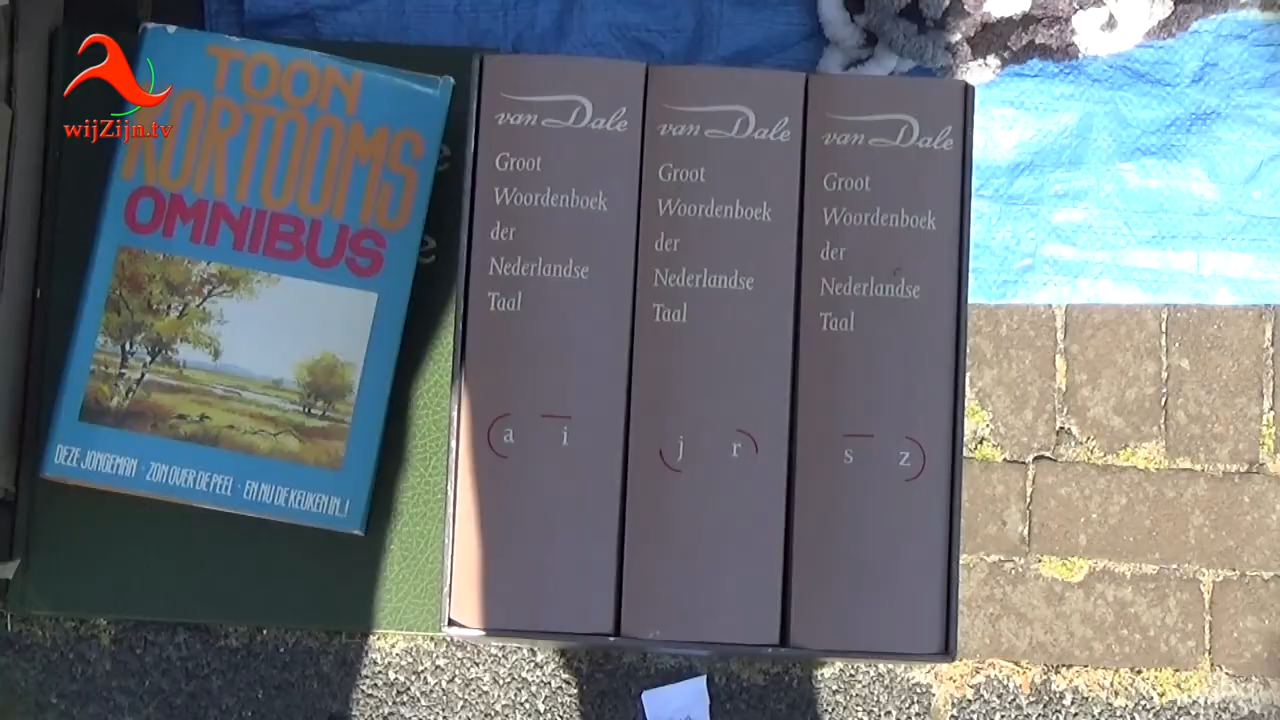 wijZijn.tv
TOON
KORTOOMS
OMNIBUS
DEZE JONGEMAN · ZON OVER DE PEEL · EN NU DE KEUKEN IN..!
van Dale
Groot
Woordenboek
der
Nederlandse
Taal
a i
van Dale
Groot
Woordenboek
der
Nederlandse
Taal
j r
van Dale
Groot
Woordenboek
der
Nederlandse
Taal
s z